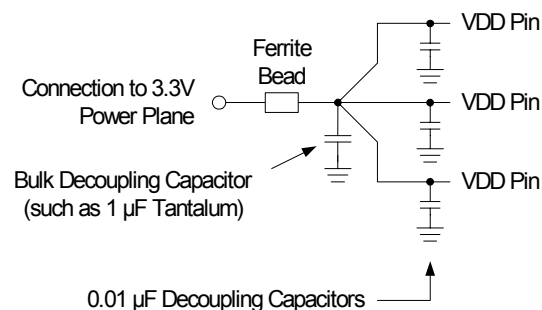 VDD Pin
Ferrite
Bead
Connection to 3.3V
Power Plane
VDD Pin
Bulk Decoupling Capacitor
(such as 1 µF Tantalum)
VDD Pin
0.01 µF Decoupling Capacitors